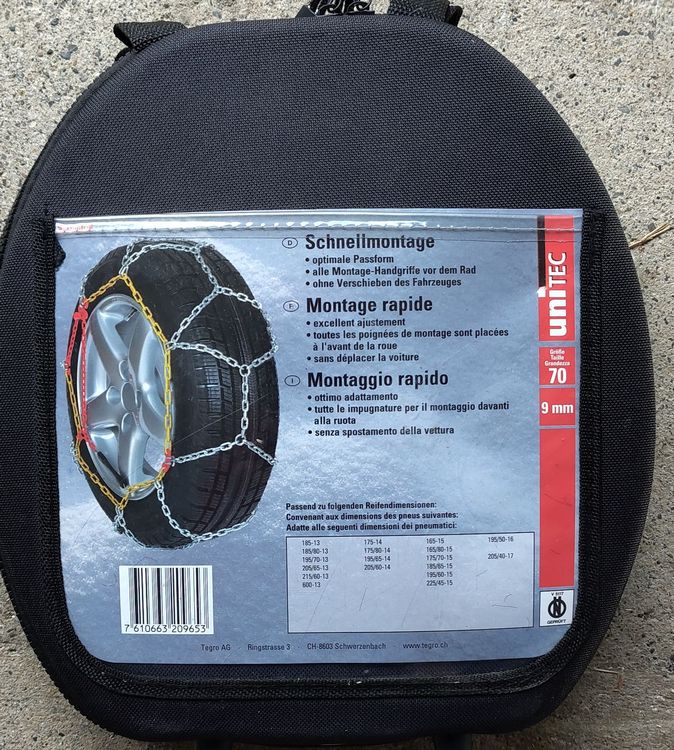 D Schnellmontage
• optimale Passform
• alle Montage-Handgriffe vor dem Rad
• ohne Verschieben des Fahrzeuges
F Montage rapide
• excellent ajustement
• toutes les poignées de montage sont placées
à l'avant de la roue
• sans déplacer la voiture
I Montaggio rapido
• ottimo adattamento
• tutte le impugnature per il montaggio davanti
alla ruota
• senza spostamento della vettura
uniTEC
Größe
Taille
Grandezza
70
9 mm
Passend zu folgenden Reifendimensionen:
Convenant aux dimensions des pneus suivantes:
Adatte alle seguenti dimensioni dei pneumatici:
185-13 175-14 165-15 195/50-16
185/80-13 175/80-14 165/80-15
195/70-13 195/65-14 175/70-15 205/40-17
205/65-13 205/60-14 185/65-15
215/60-13 195/60-15
600-13 225/45-15
V 5117
GEPRÜFT
7 610663 209653
Tegro AG · Ringstrasse 3 · CH-8603 Schwerzenbach · www.tegro.ch